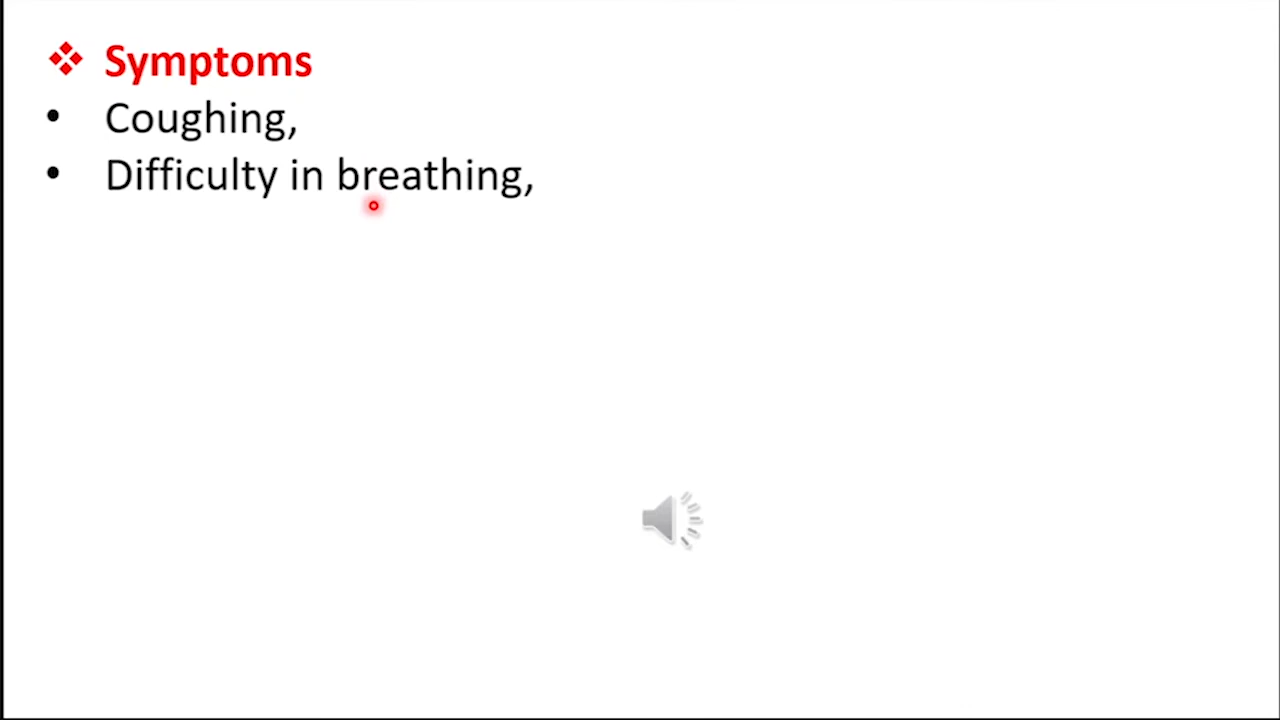 ❖ Symptoms
• Coughing,
• Difficulty in breathing,